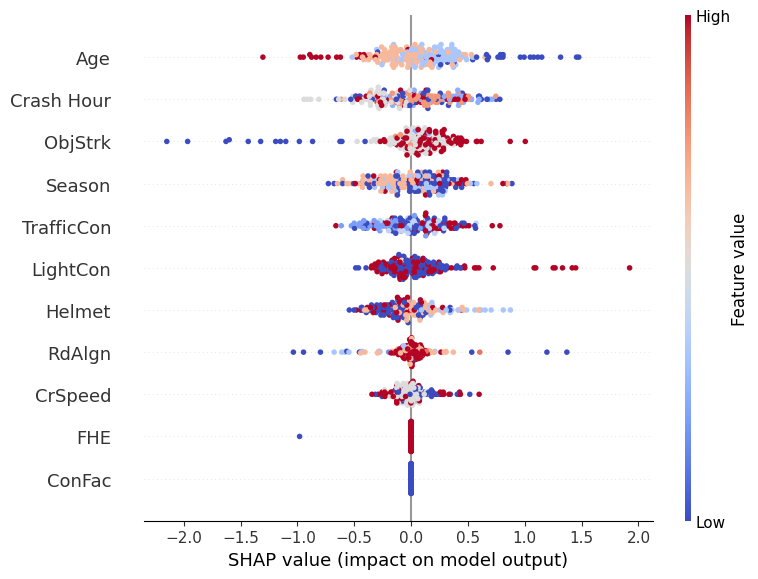 High
Age
Crash Hour
ObjStrk
Season
TrafficCon
LightCon
Helmet
RdAlgn
CrSpeed
FHE
ConFac
Feature value
Low
−2.0 −1.5 −1.0 −0.5 0.0 0.5 1.0 1.5 2.0
SHAP value (impact on model output)